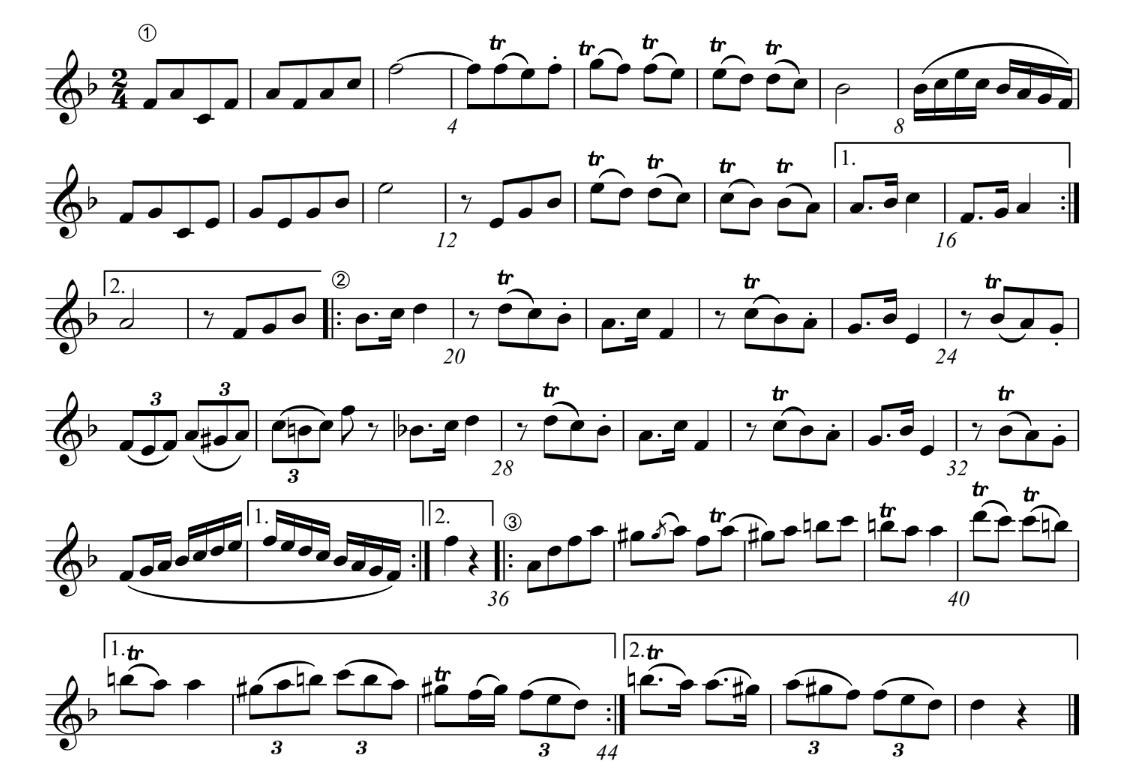 ①
2 4 tr tr tr tr tr
4 8
tr tr tr tr 1.
12 16
2. ② tr tr tr
20 24
3 3 tr tr tr
3 28 32
1. 2. ③ tr tr tr tr
36 40
1. tr tr 2. tr
3 3 3 44 3 3